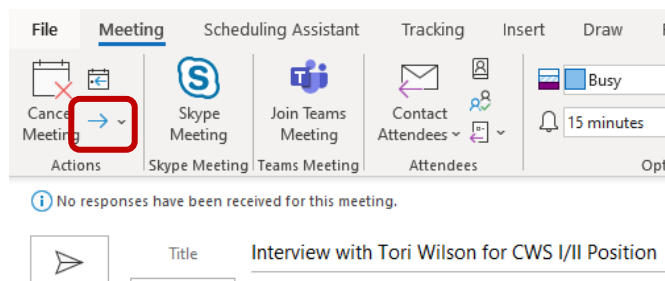 File Meeting Scheduling Assistant Tracking Insert Draw
Cancel Meeting
Skype Meeting
Join Teams Meeting
Contact Attendees
Busy
15 minutes
Actions Skype Meeting Teams Meeting Attendees
No responses have been received for this meeting.
Title Interview with Tori Wilson for CWS I/II Position